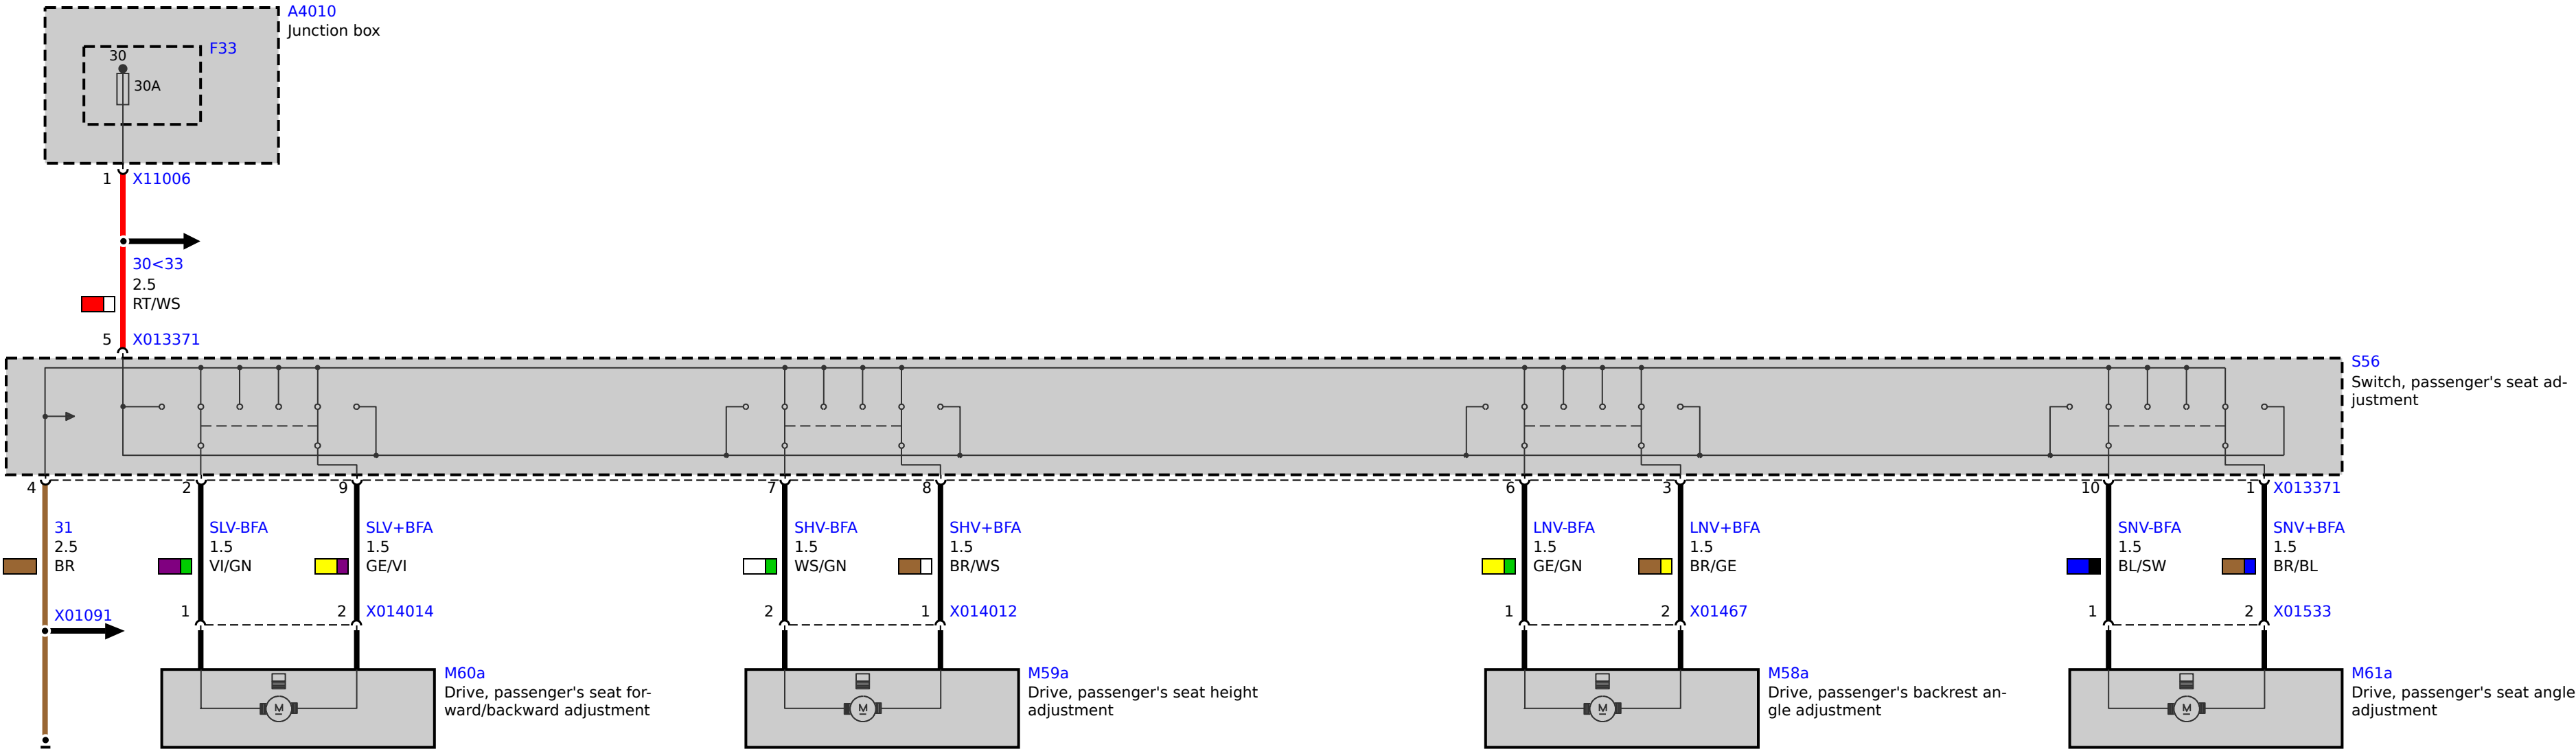 A4010
Junction box
F33
30
30A
1 X11006
30<33
2.5
RT/WS
5 X013371
S56
Switch, passenger's seat ad-
justment
4 2 9 7 8 6 3 10 1 X013371
31 SLV-BFA SLV+BFA SHV-BFA SHV+BFA LNV-BFA LNV+BFA SNV-BFA SNV+BFA
2.5 1.5 1.5 1.5 1.5 1.5 1.5 1.5 1.5
BR VI/GN GE/VI WS/GN BR/WS GE/GN BR/GE BL/SW BR/BL
X01091 1 2 X014014 2 1 X014012 1 2 X01467 1 2 X01533
M60a
Drive, passenger's seat for-
ward/backward adjustment
M
M59a
Drive, passenger's seat height
adjustment
M
M58a
Drive, passenger's backrest an-
gle adjustment
M
M61a
Drive, passenger's seat angle
adjustment
M